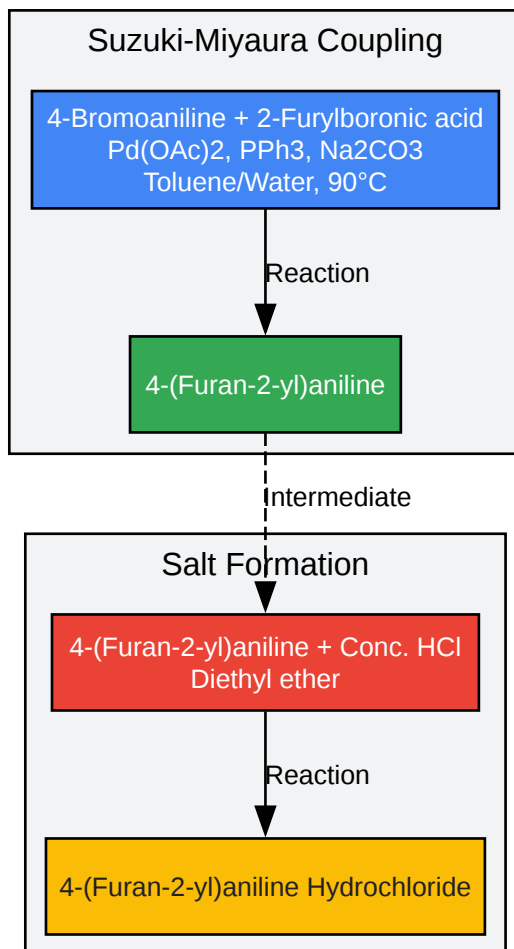 Suzuki-Miyaura Coupling
4-Bromoaniline + 2-Furylboronic acid
Pd(OAc)2, PPh3, Na2CO3
Toluene/Water, 90°C
Reaction
4-(Furan-2-yl)aniline
Intermediate
Salt Formation
4-(Furan-2-yl)aniline + Conc. HCl
Diethyl ether
Reaction
4-(Furan-2-yl)aniline Hydrochloride